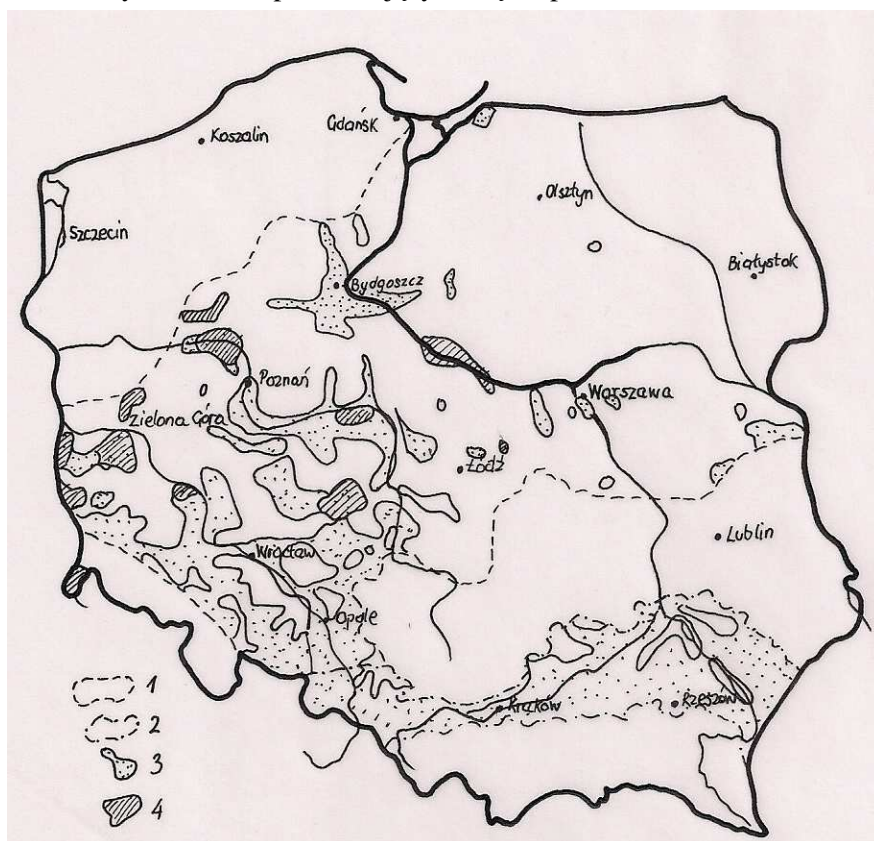 Gdańsk
Koszalin
Olsztyn
Szczecin
Białystok
Bydgoszcz
Poznań
Warszawa
Zielona Góra
Łódź
Lublin
Wrocław
Opole
1
Kraków
Rzeszów
2
3
4